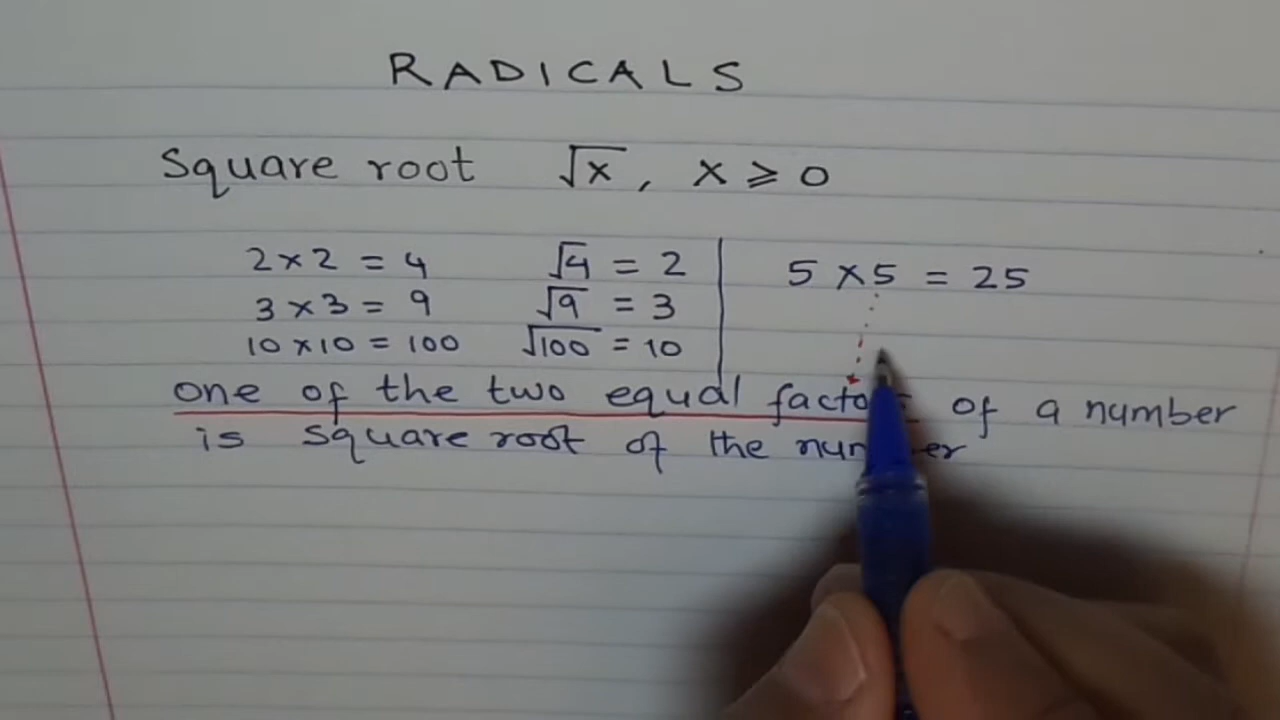 RADICALS
Square root √x, x ⩾ 0
2 × 2 = 4 √4 = 2
3 × 3 = 9 √9 = 3
10 × 10 = 100 √100 = 10
5 × 5 = 25
one of the two equal of a number
is square root of the